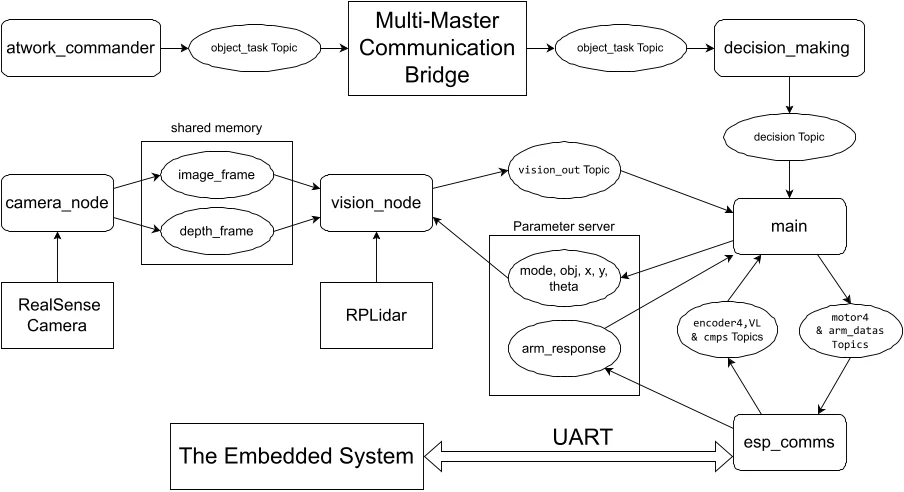 atwork_commander
object_task Topic
Multi-Master
Communication
Bridge
object_task Topic
decision_making
decision Topic
shared memory
camera_node
image_frame
depth_frame
vision_node
vision_out Topic
main
RealSense
Camera
RPLidar
Parameter server
mode, obj, x, y,
theta
arm_response
encoder4,VL
& cmps Topics
motor4
& arm_datas
Topics
The Embedded System
UART
esp_comms